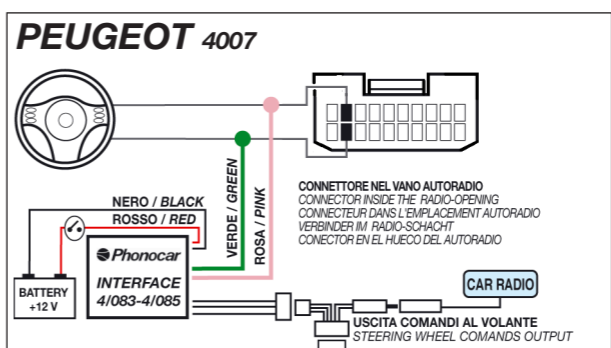 PEUGEOT 4007
CONNETTORE NEL VANO AUTORADIO
CONNECTOR INSIDE THE RADIO-OPENING
CONNECTEUR DANS L'EMPLACEMENT AUTORADIO
VERBINDER IM RADIO-SCHACHT
CONECTOR EN EL HUECO DEL AUTORADIO
NERO / BLACK
ROSSO / RED
VERDE / GREEN
ROSA / PINK
Phonocar
INTERFACE
4/083-4/085
BATTERY
+12 V
CAR RADIO
USCITA COMANDI AL VOLANTE
STEERING WHEEL COMANDS OUTPUT